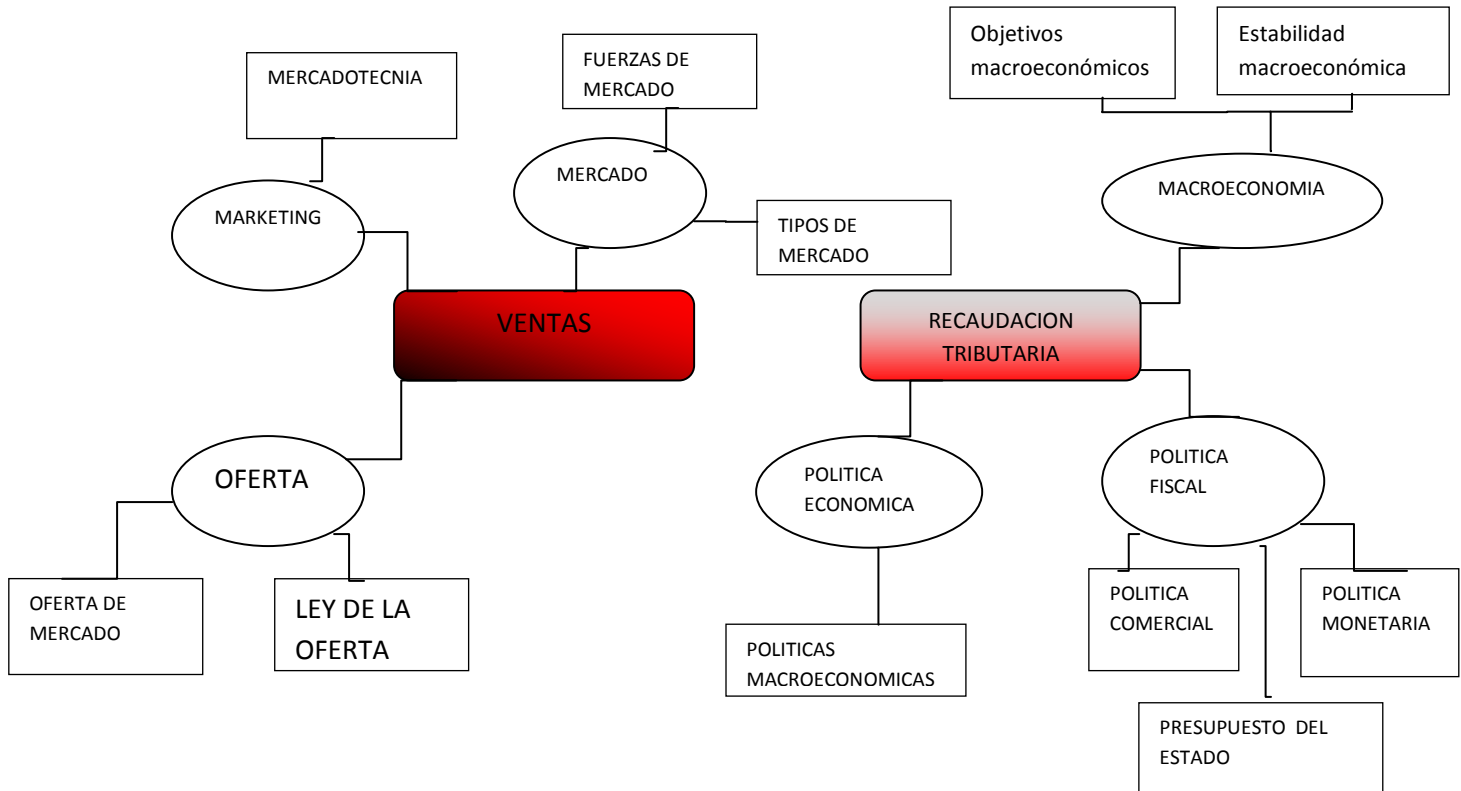 Objetivos
macroeconómicos
Estabilidad
macroeconómica
MERCADOTECNIA
FUERZAS DE
MERCADO
MERCADO
MACROECONOMIA
MARKETING
TIPOS DE
MERCADO
VENTAS
RECAUDACION
TRIBUTARIA
OFERTA
POLITICA
ECONOMICA
POLITICA
FISCAL
OFERTA DE
MERCADO
LEY DE LA
OFERTA
POLITICA
COMERCIAL
POLITICA
MONETARIA
POLITICAS
MACROECONOMICAS
PRESUPUESTO DEL
ESTADO